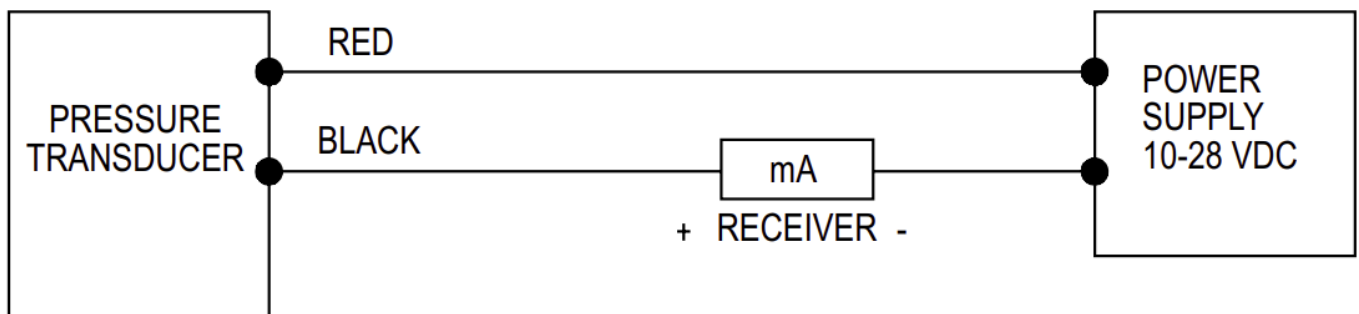 RED
PRESSURE
TRANSDUCER
BLACK
mA
+ RECEIVER -
POWER
SUPPLY
10-28 VDC